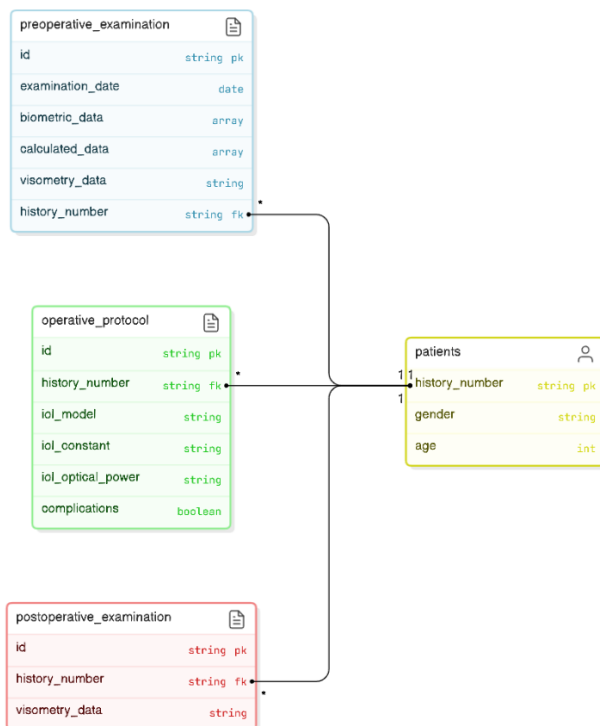 preoperative_examination
id string pk
examination_date date
biometric_data array
calculated_data array
visometry_data string
history_number string fk
*
operative_protocol
id string pk
history_number string fk
*
iol_model string
iol_constant string
iol_optical_power string
complications boolean
patients
1 1
history_number string pk
1
gender string
age int
postoperative_examination
id string pk
history_number string fk
*
visometry_data string